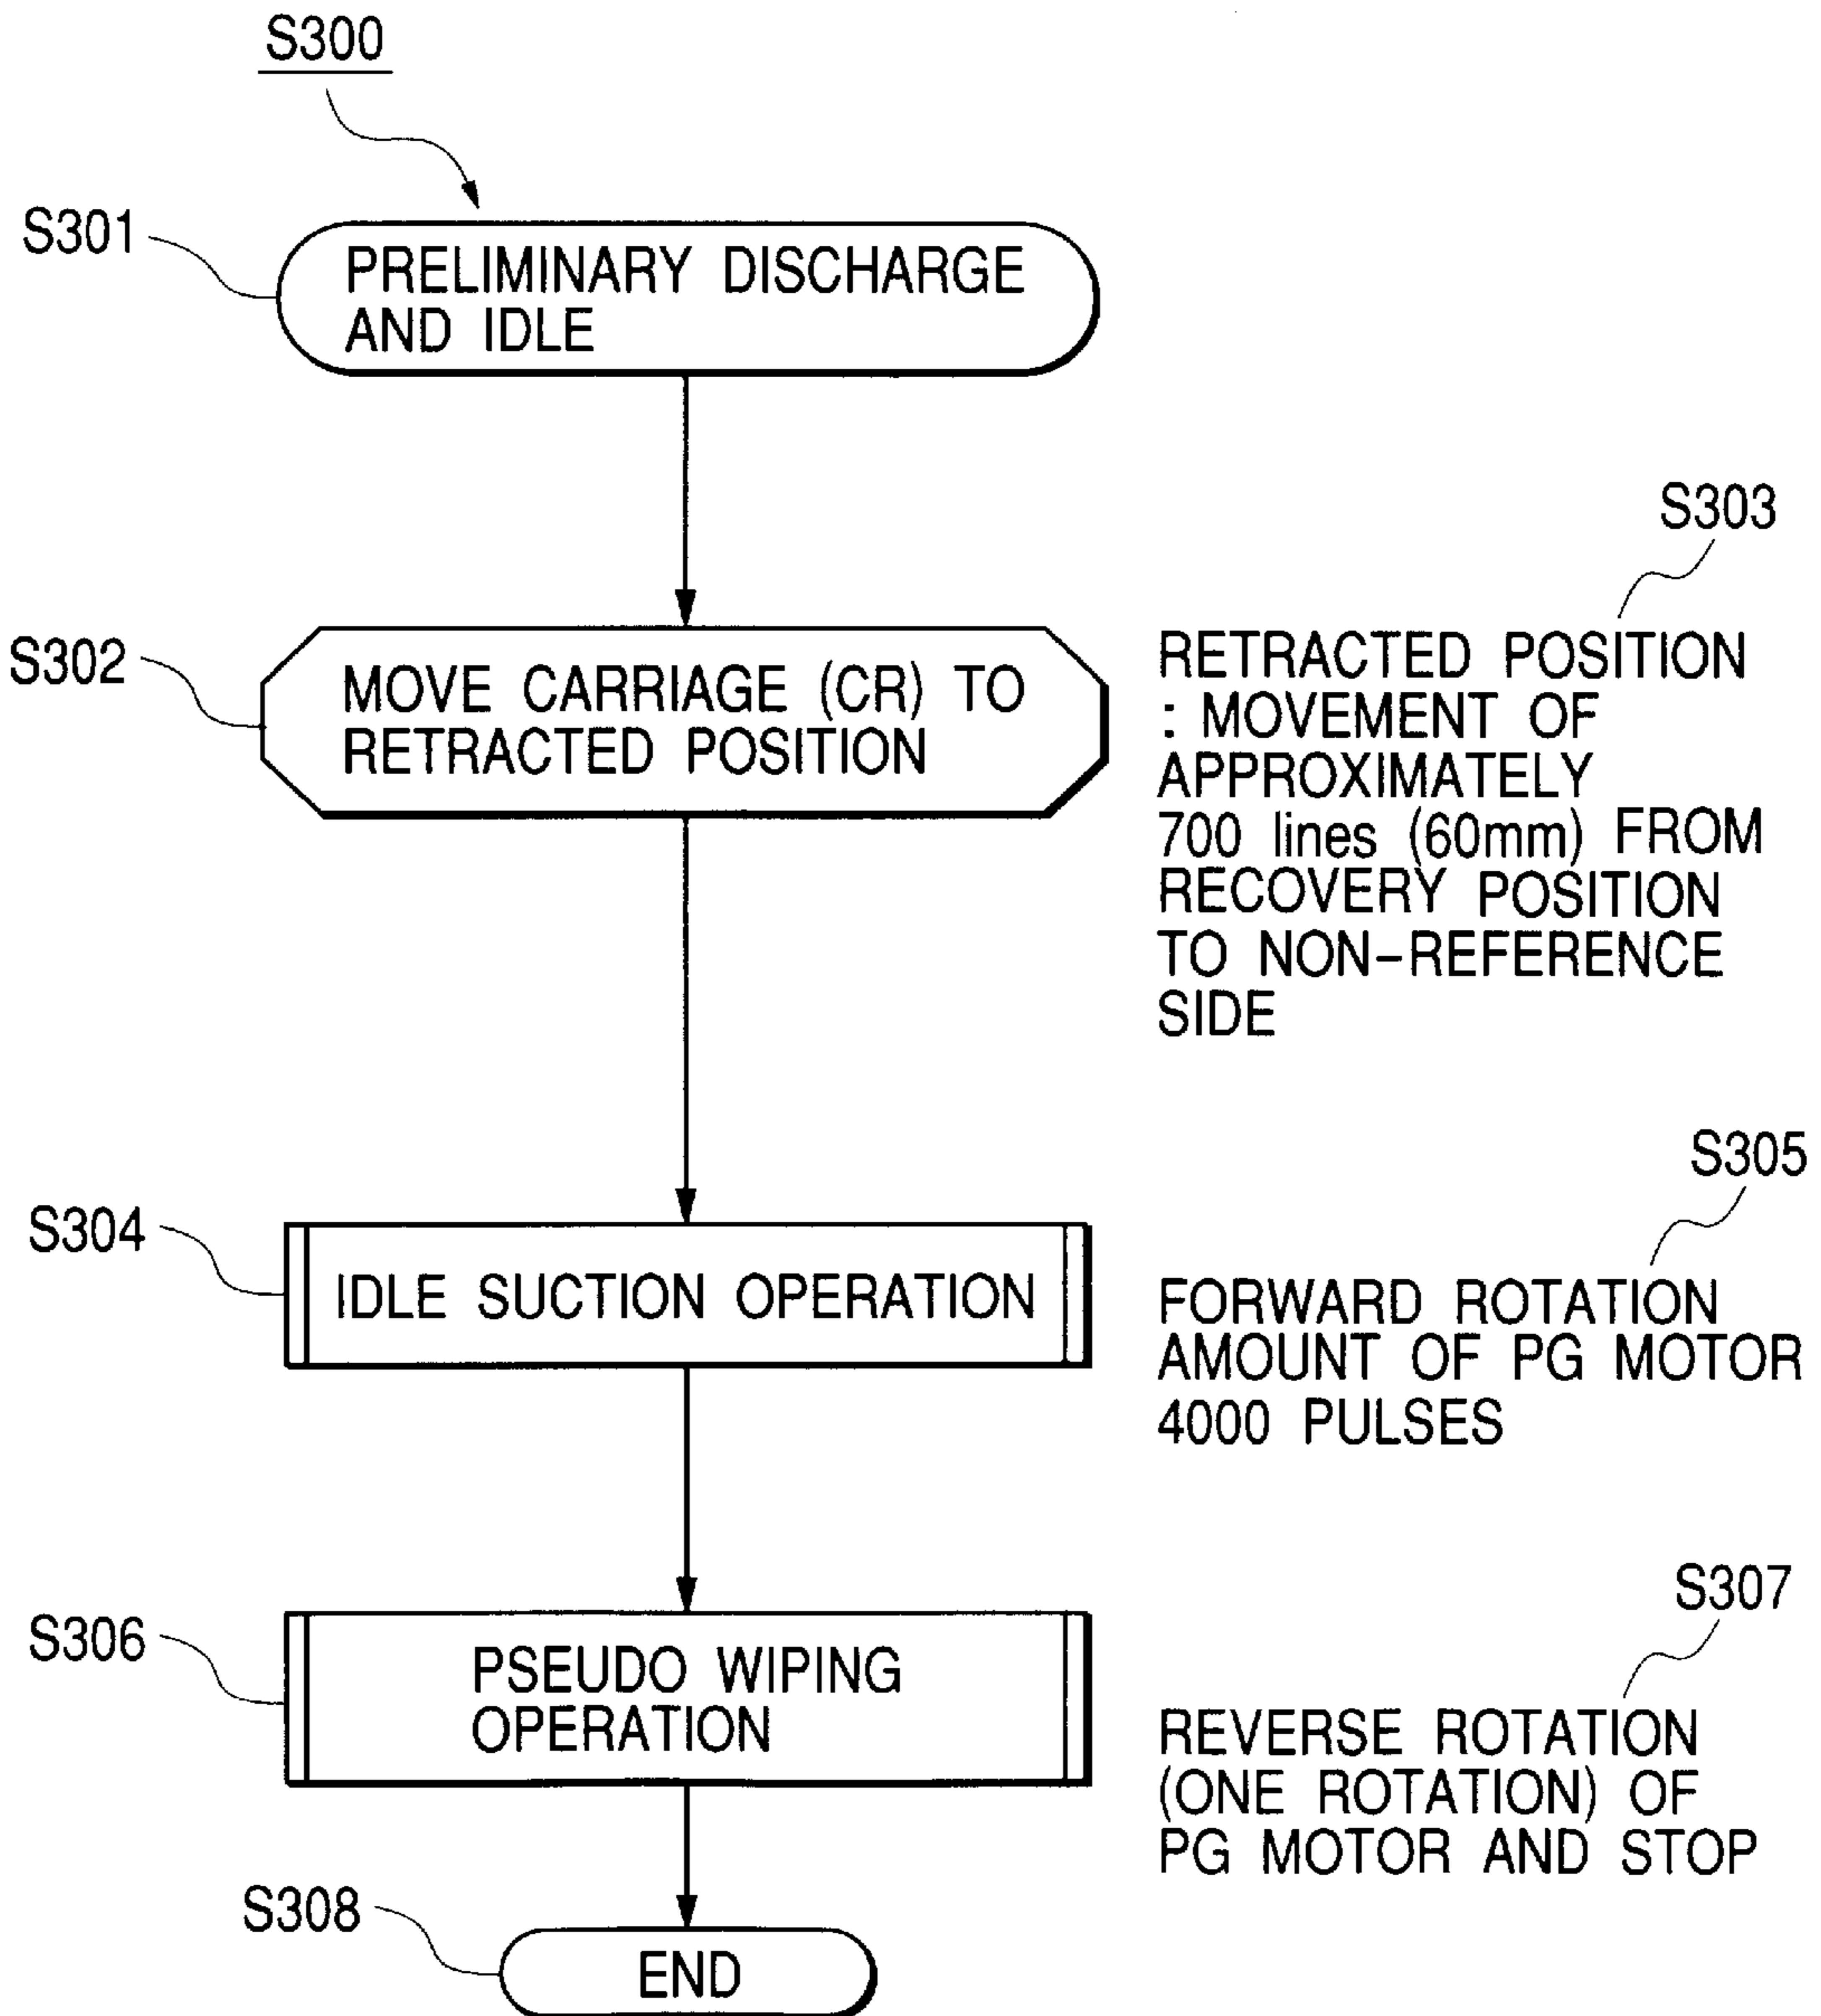 S300
S301
PRELIMINARY DISCHARGE
AND IDLE
S302
MOVE CARRIAGE (CR) TO
RETRACTED POSITION
S303
RETRACTED POSITION
: MOVEMENT OF
APPROXIMATELY
700 lines (60mm) FROM
RECOVERY POSITION
TO NON-REFERENCE
SIDE
S304
IDLE SUCTION OPERATION
S305
FORWARD ROTATION
AMOUNT OF PG MOTOR
4000 PULSES
S306
PSEUDO WIPING
OPERATION
S307
REVERSE ROTATION
(ONE ROTATION) OF
PG MOTOR AND STOP
S308
END